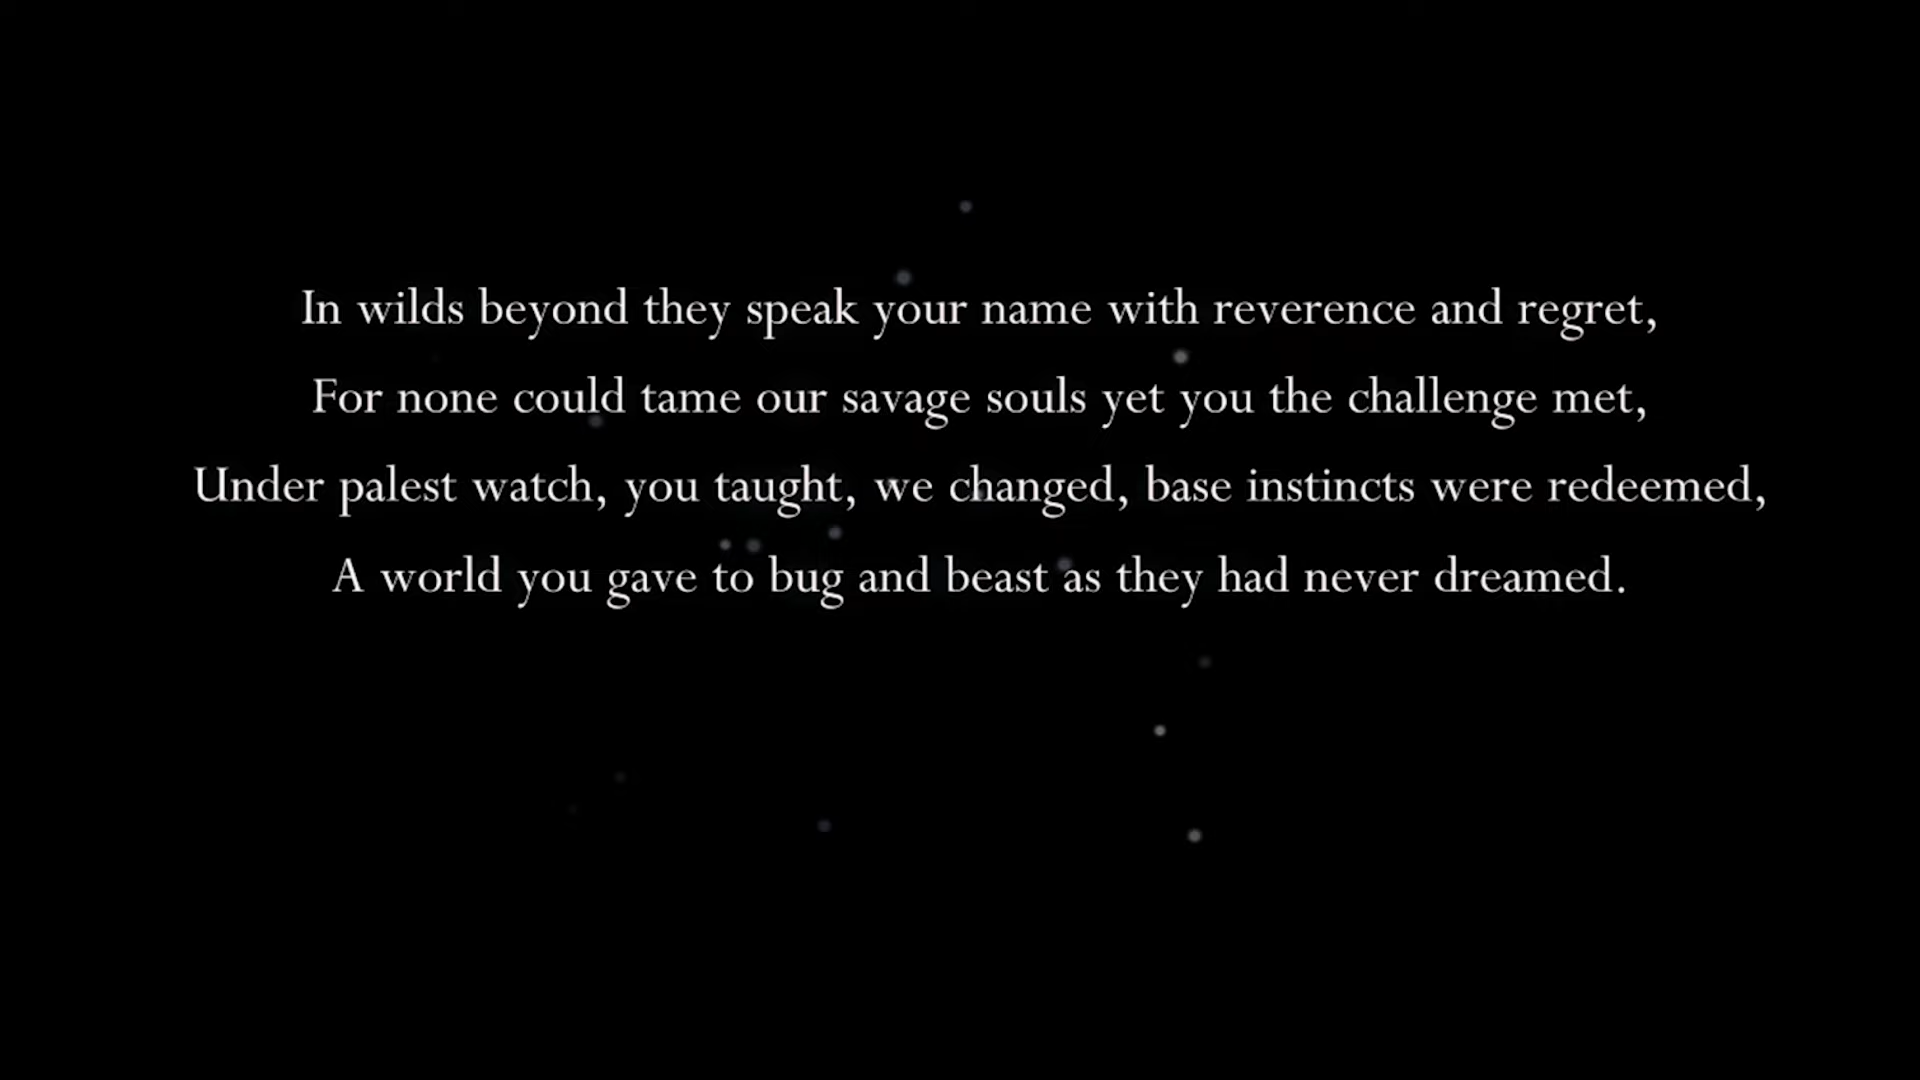 In wilds beyond they speak your name with reverence and regret,
For none could tame our savage souls yet you the challenge met,
Under palest watch, you taught, we changed, base instincts were redeemed,
A world you gave to bug and beast as they had never dreamed.